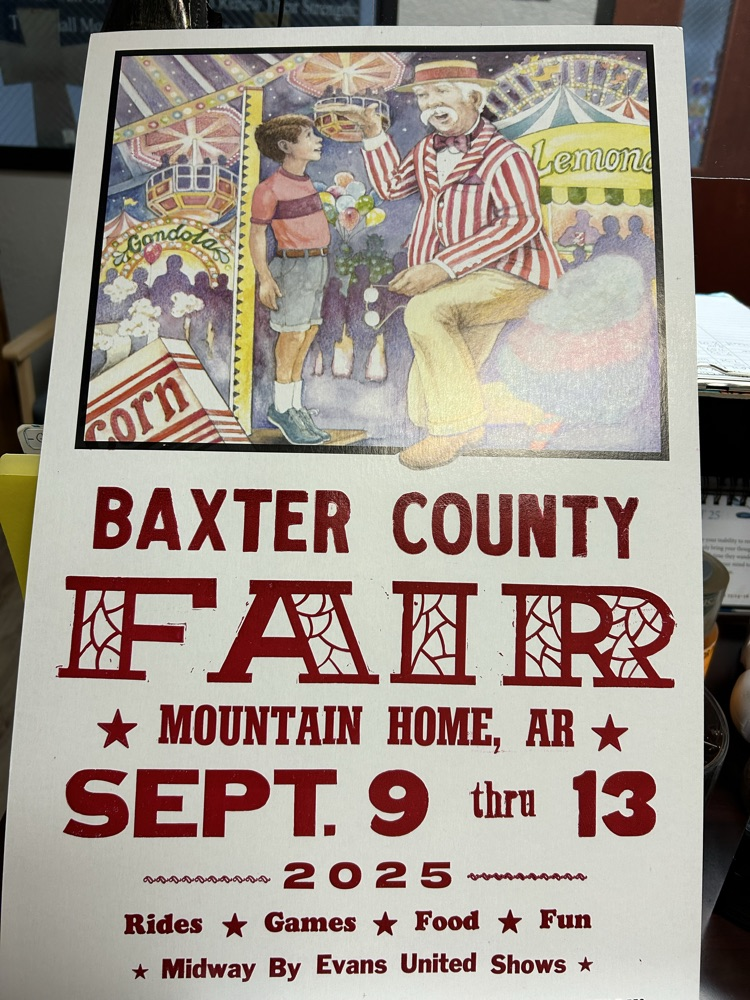 Gondola
Lemona
corn
BAXTER COUNTY
FAIR
★ MOUNTAIN HOME, AR ★
SEPT. 9 thru 13
2025
Rides ★ Games ★ Food ★ Fun
★ Midway By Evans United Shows ★